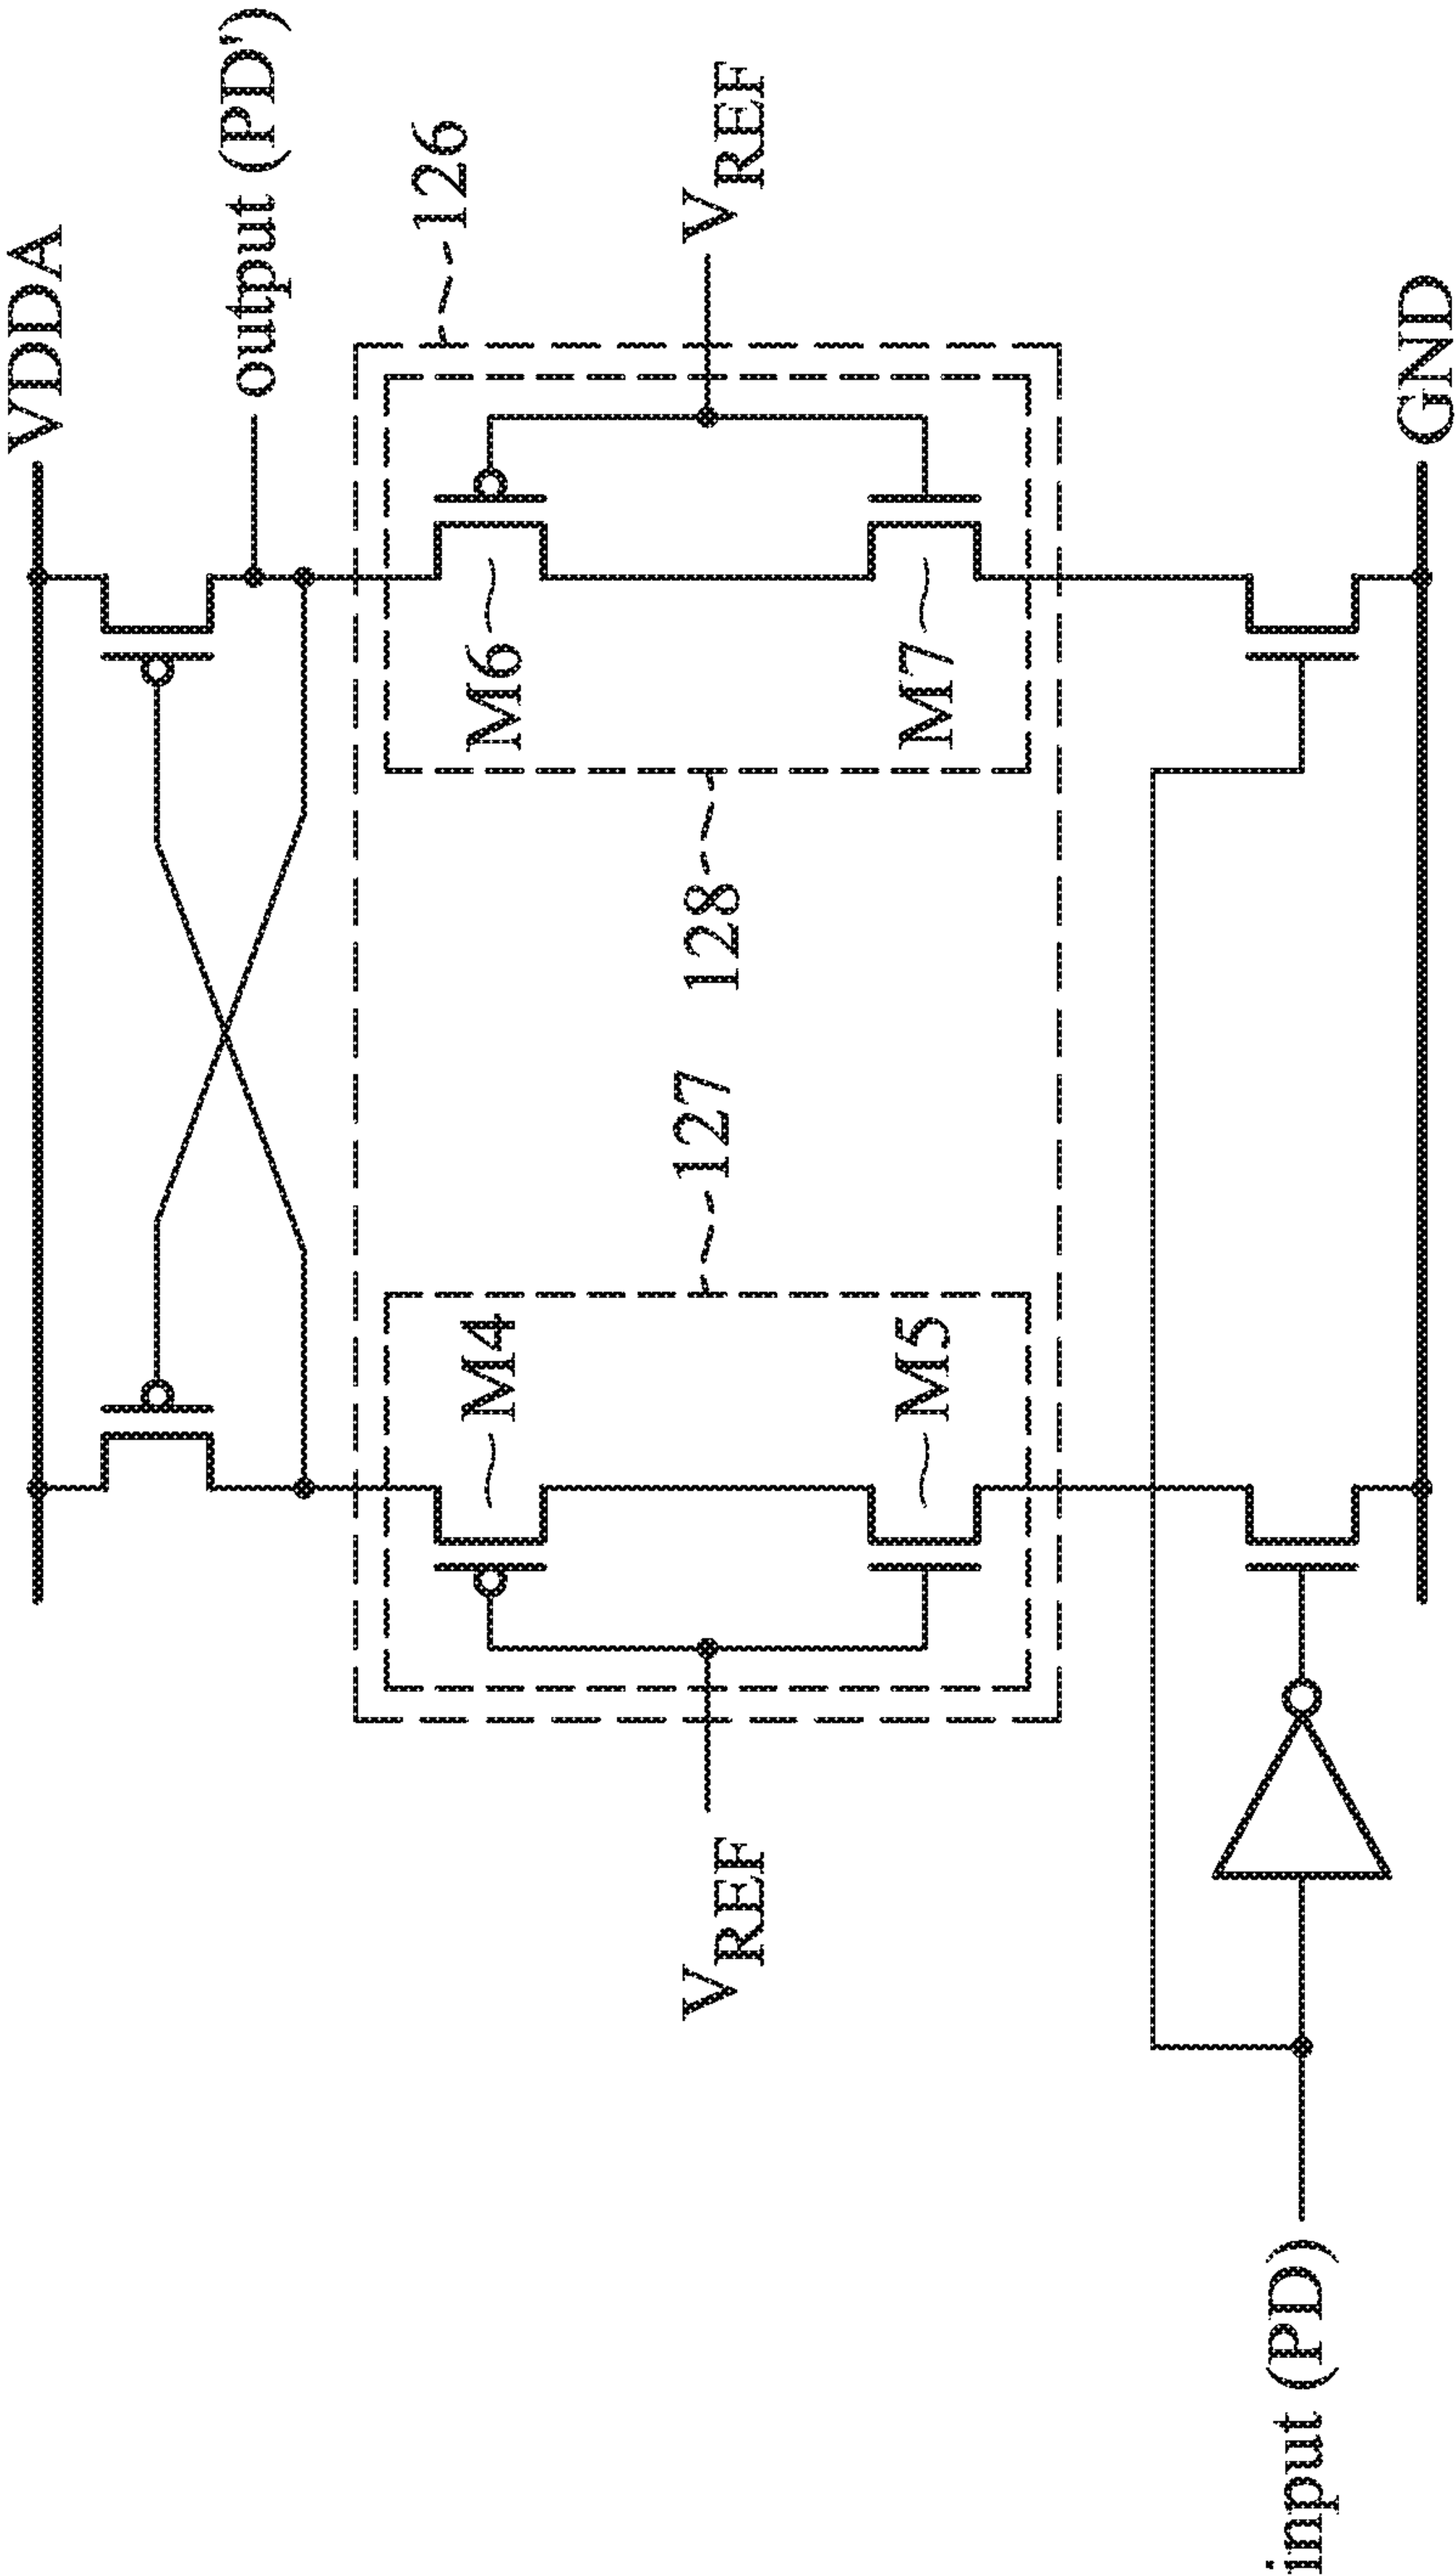 VDDA
output (PD')
126
M4
M6
VREF
127
128
VREF
M5
M7
input (PD)
GND